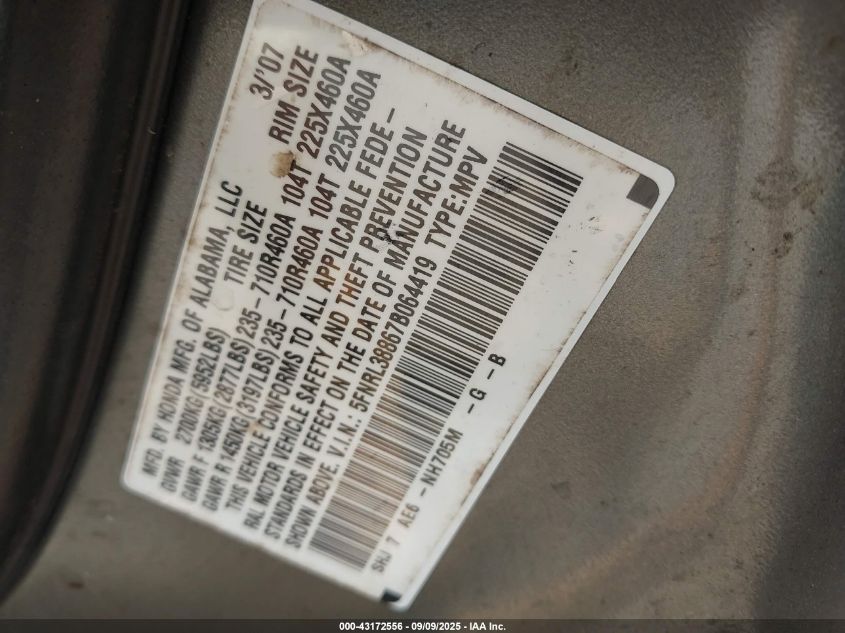 MFD. BY HONDA MFG. OF ALABAMA, LLC 3/'07
GVWR 2700KG(5952LBS) TIRE SIZE RIM SIZE
GAWR F 1305KG(2877LBS)235-710R460A 104T 225X460A
GAWR R 1450KG(3197LBS)235-710R460A 104T 225X460A
THIS VEHICLE CONFORMS TO ALL APPLICABLE FEDE-
RAL MOTOR VEHICLE SAFETY AND THEFT PREVENTION
STANDARDS IN EFFECT ON THE DATE OF MANUFACTURE
SHOWN ABOVE. V.I.N.: 5FNRL38867B064419 TYPE:MPV
SHJ 7 AE6 - NH705M - G - B
000-43172556 - 09/09/2025 - IAA Inc.